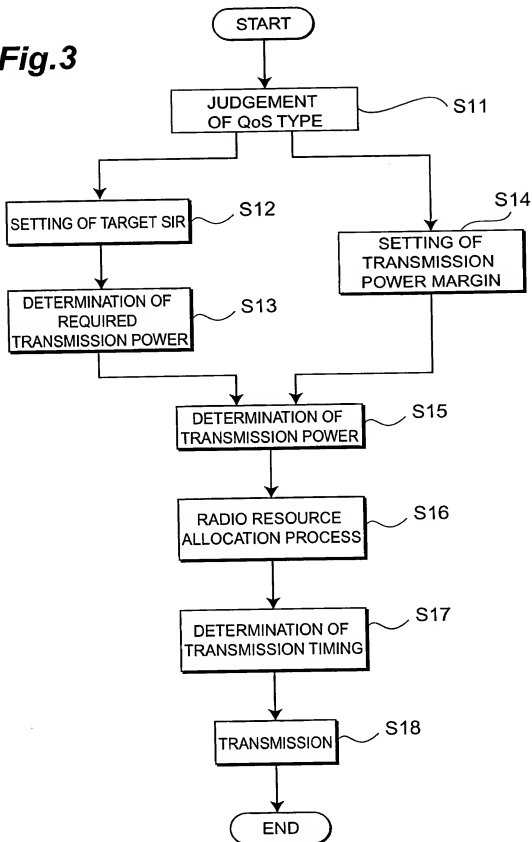 Fig.3
START
JUDGEMENT
OF QoS TYPE
S11
SETTING OF TARGET SIR
S12
DETERMINATION OF
REQUIRED
TRANSMISSION POWER
S13
SETTING OF
TRANSMISSION
POWER MARGIN
S14
DETERMINATION OF
TRANSMISSION POWER
S15
RADIO RESOURCE
ALLOCATION PROCESS
S16
DETERMINATION OF
TRANSMISSION TIMING
S17
TRANSMISSION
S18
END